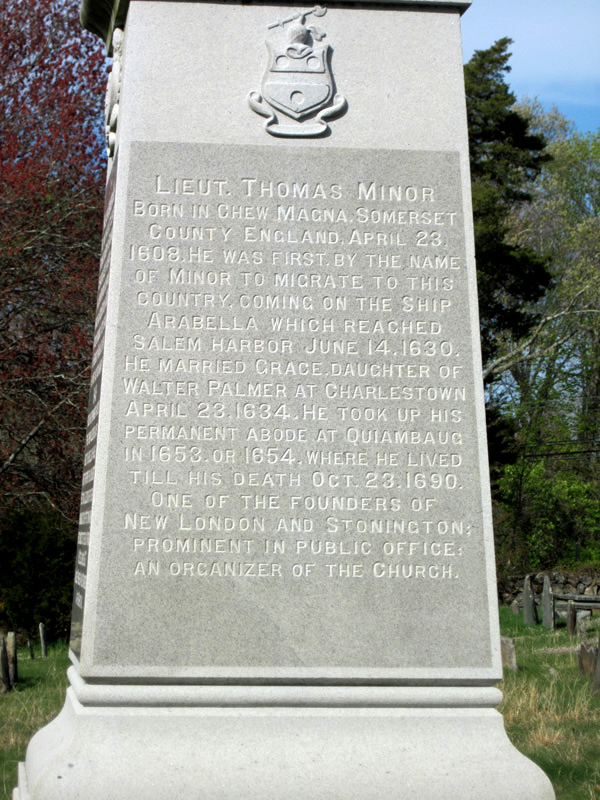 LIEUT. THOMAS MINOR
BORN IN CHEW MAGNA, SOMERSET
COUNTY ENGLAND, APRIL 23,
1608. HE WAS FIRST, BY THE NAME
OF MINOR TO MIGRATE TO THIS
COUNTRY, COMING ON THE SHIP
ARABELLA WHICH REACHED
SALEM HARBOR JUNE 14, 1630.
HE MARRIED GRACE, DAUGHTER OF
WALTER PALMER AT CHARLESTOWN
APRIL 23, 1634. HE TOOK UP HIS
PERMANENT ABODE AT QUIAMBAUG
IN 1653, OR 1654, WHERE HE LIVED
TILL HIS DEATH OCT. 23, 1690.
ONE OF THE FOUNDERS OF
NEW LONDON AND STONINGTON;
PROMINENT IN PUBLIC OFFICE;
AN ORGANIZER OF THE CHURCH.